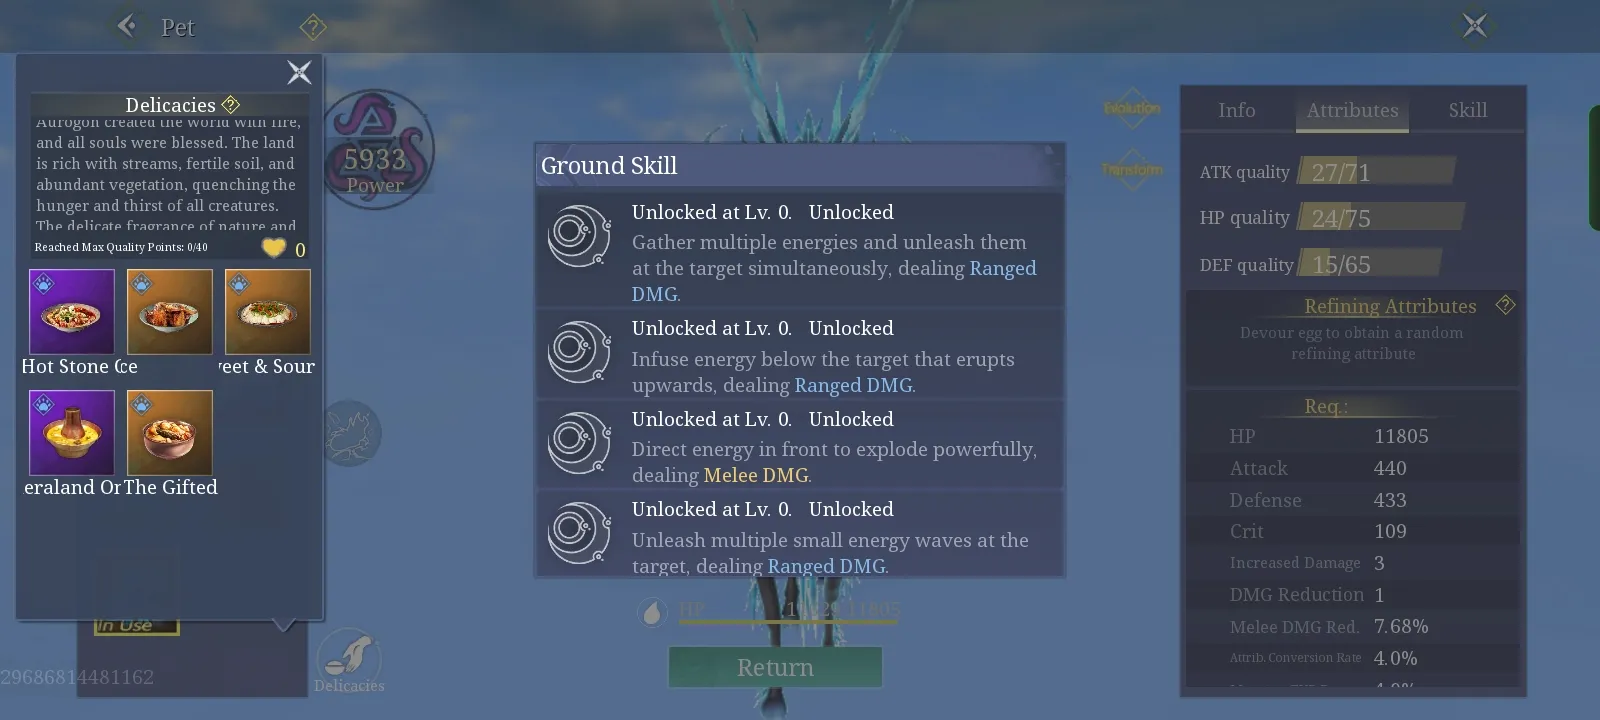 Pet
Delicacies
Aurogon created the world with fire,
and all souls were blessed. The land
is rich with streams, fertile soil, and
abundant vegetation, quenching the
hunger and thirst of all creatures.
The delicate fragrance of nature and
Reached Max Quality Points: 0/40
0
Hot Stone
ce
eet & Sour
eraland Or
The Gifted
In Use
29686814481162
5933
Power
Delicacies
Ground Skill
Unlocked at Lv. 0. Unlocked
Gather multiple energies and unleash them
at the target simultaneously, dealing Ranged
DMG.
Unlocked at Lv. 0. Unlocked
Infuse energy below the target that erupts
upwards, dealing Ranged DMG.
Unlocked at Lv. 0. Unlocked
Direct energy in front to explode powerfully,
dealing Melee DMG.
Unlocked at Lv. 0. Unlocked
Unleash multiple small energy waves at the
target, dealing Ranged DMG.
HP
11805
Return
Evolution
Transform
Info Attributes Skill
ATK quality 27/71
HP quality 24/75
DEF quality 15/65
Refining Attributes
Devour egg to obtain a random
refining attribute
Req.:
HP 11805
Attack 440
Defense 433
Crit 109
Increased Damage 3
DMG Reduction 1
Melee DMG Red. 7.68%
Attrib. Conversion Rate 4.0%